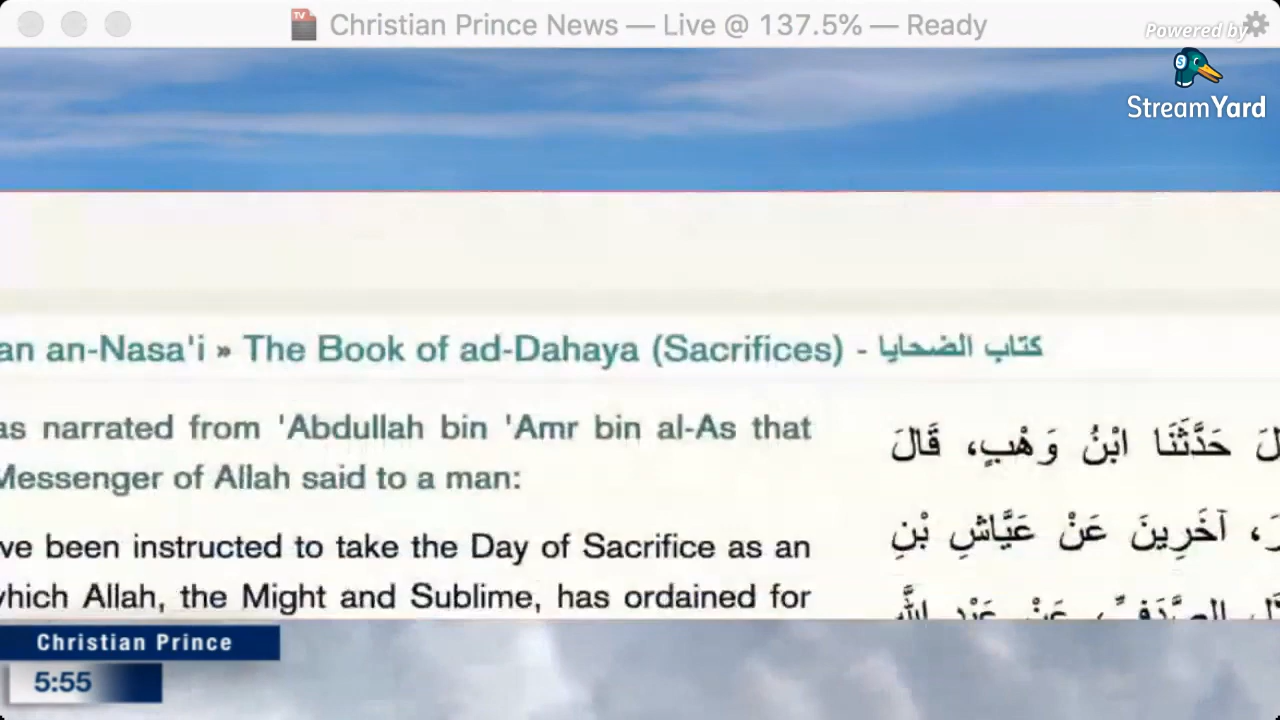 Christian Prince News — Live @ 137.5% — Ready
Powered by
StreamYard
an an-Nasa'i » The Book of ad-Dahaya (Sacrifices) - كتاب الضحايا
as narrated from 'Abdullah bin 'Amr bin al-As that
Messenger of Allah said to a man:
ve been instructed to take the Day of Sacrifice as an
which Allah, the Might and Sublime, has ordained for
حَدَّثَنَا ابْنُ وَهْبٍ، قَالَ
آخَرِينَ عَنْ عَيَّاشِ بْنِ
Christian Prince
5:55